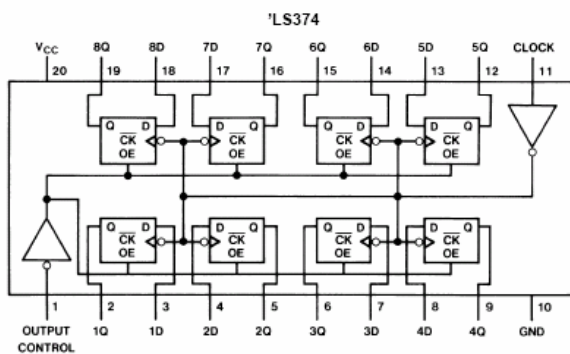 'LS374
VCC 8Q 8D 7D 7Q 6Q 6D 5D 5Q CLOCK
20 19 18 17 16 15 14 13 12 11
Q D D Q Q D D Q
CK CK CK CK
OE OE OE OE
Q D D Q Q D D Q
CK CK CK CK
OE OE OE OE
1 2 3 4 5 6 7 8 9 10
OUTPUT 1Q 1D 2D 2Q 3Q 3D 4D 4Q GND
CONTROL